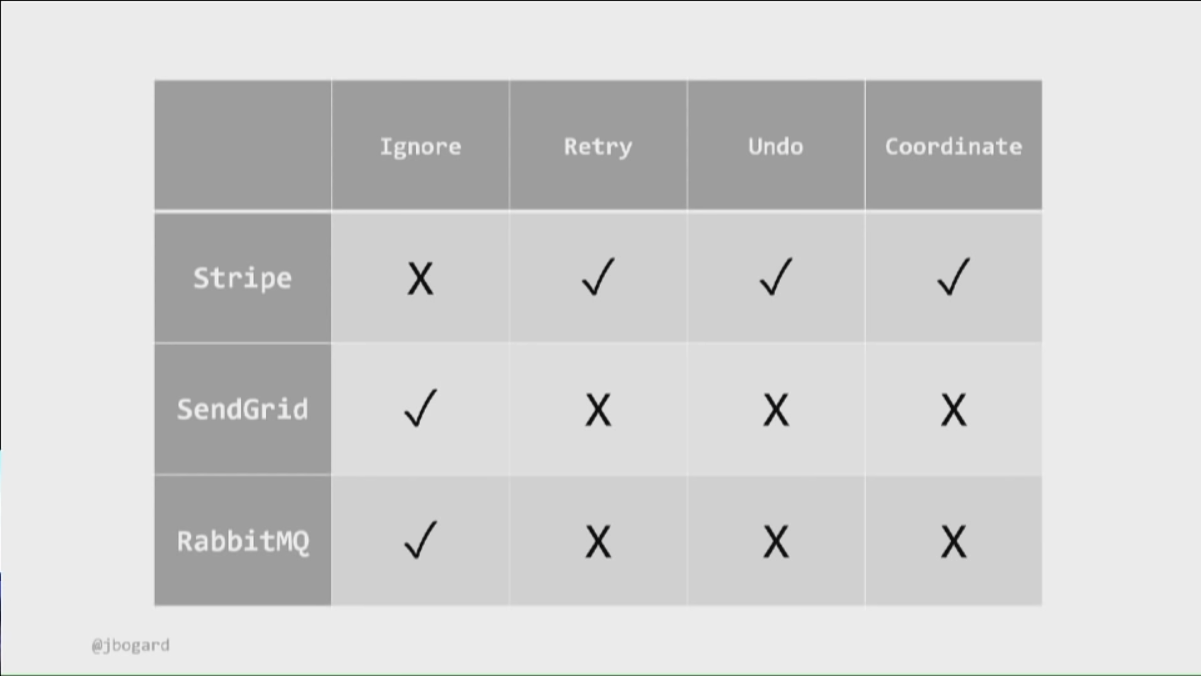 Ignore Retry Undo Coordinate
Stripe X ✓ ✓ ✓
SendGrid ✓ X X X
RabbitMQ ✓ X X X
@jbogard